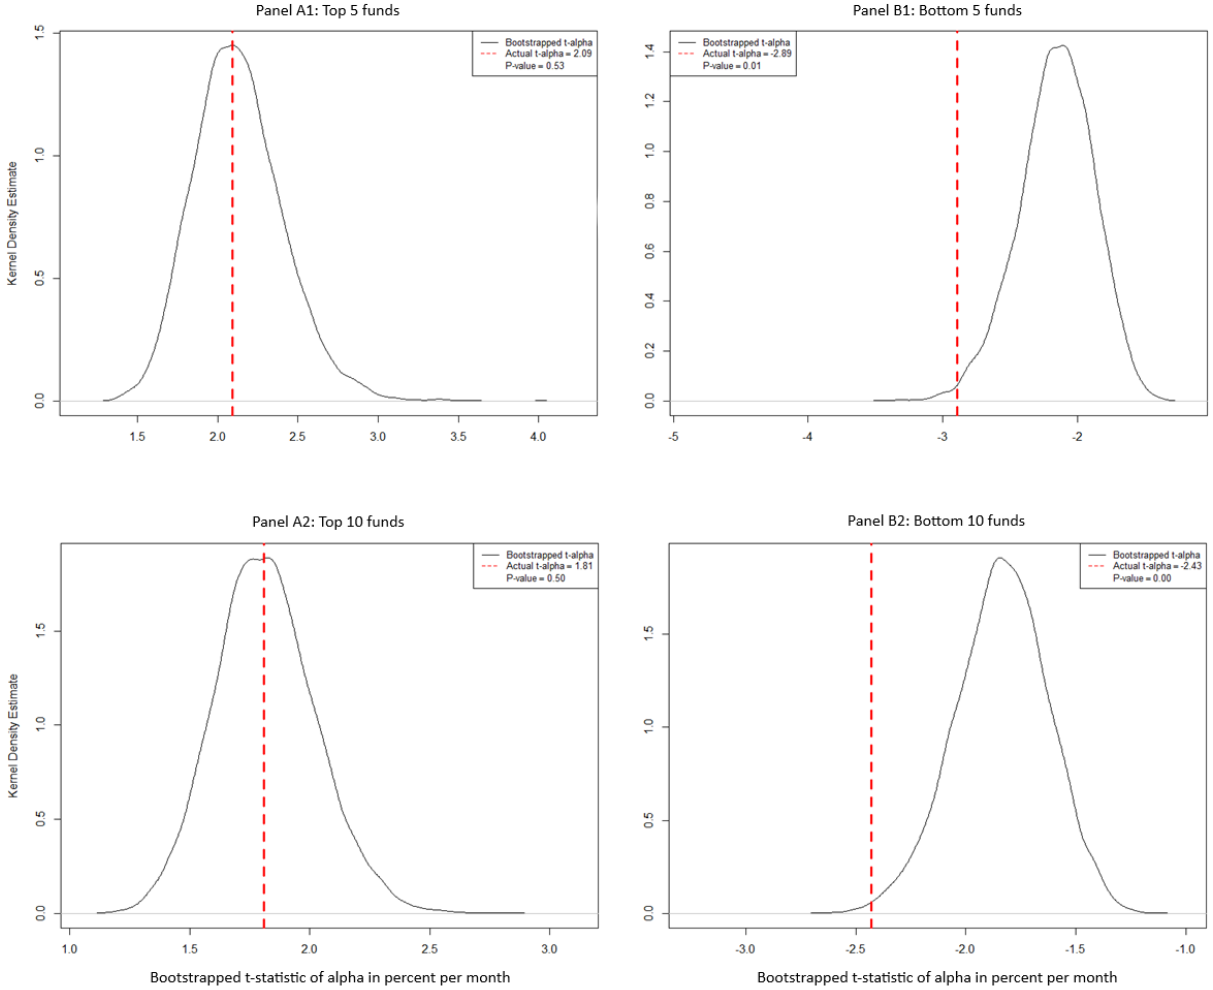 Panel A1: Top 5 funds
Bootstrapped t-alpha
Actual t-alpha = 2.09
P-value = 0.53
Kernel Density Estimate
0.0
0.5
1.0
1.5
1.5
2.0
2.5
3.0
3.5
4.0
Panel B1: Bottom 5 funds
Bootstrapped t-alpha
Actual t-alpha = -2.89
P-value = 0.01
0.0
0.2
0.4
0.6
0.8
1.0
1.2
1.4
-5
-4
-3
-2
Panel A2: Top 10 funds
Bootstrapped t-alpha
Actual t-alpha = 1.81
P-value = 0.50
Kernel Density Estimate
0.0
0.5
1.0
1.5
1.0
1.5
2.0
2.5
3.0
Bootstrapped t-statistic of alpha in percent per month
Panel B2: Bottom 10 funds
Bootstrapped t-alpha
Actual t-alpha = -2.43
P-value = 0.00
0.0
0.5
1.0
1.5
-3.0
-2.5
-2.0
-1.5
-1.0
Bootstrapped t-statistic of alpha in percent per month